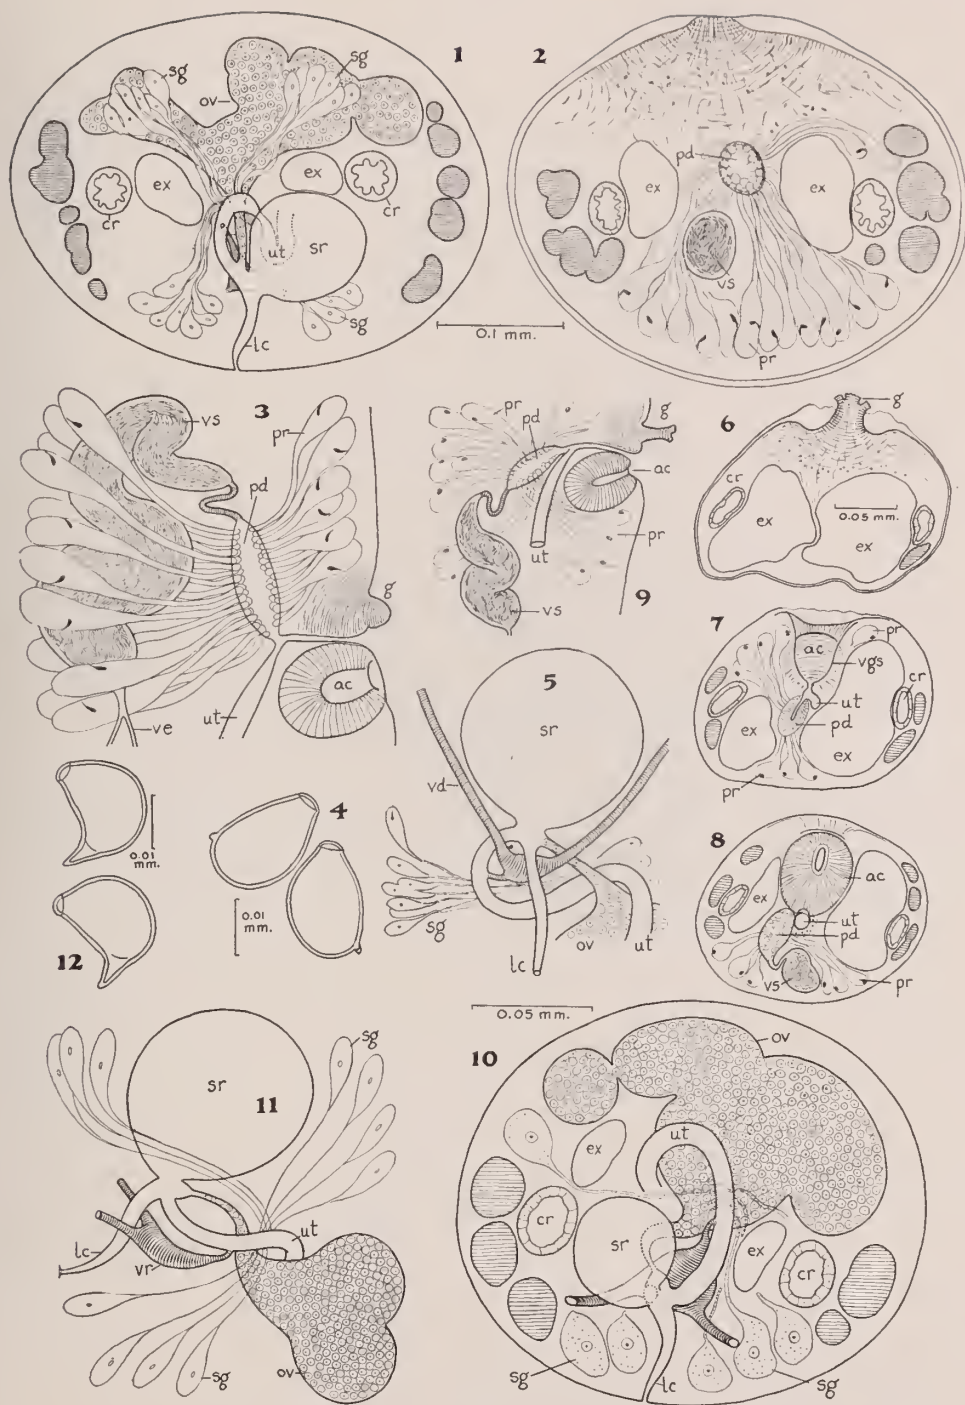 1
sg
sg
ov
ex
ex
cr
cr
ut
sr
sg
lc
0.1 mm.
2
pd
ex
ex
vs
pr
3
vs
pr
pd
g
ac
ut
ve
9
pr
g
pd
ac
pr
ut
vs
6
g
cr
0.05 mm.
ex
ex
7
pr
ac
vgs
cr
ut
ex
pd
ex
pr
5
sr
vd
sg
ov
ut
lc
4
0.01
mm.
12
0.01
mm.
8
ac
ex
ut
pd
vs
pr
0.05 mm.
11
sg
sr
ut
lc
vr
sg
ov
10
ov
ut
ex
cr
sr
ex
cr
sg
sg
lc